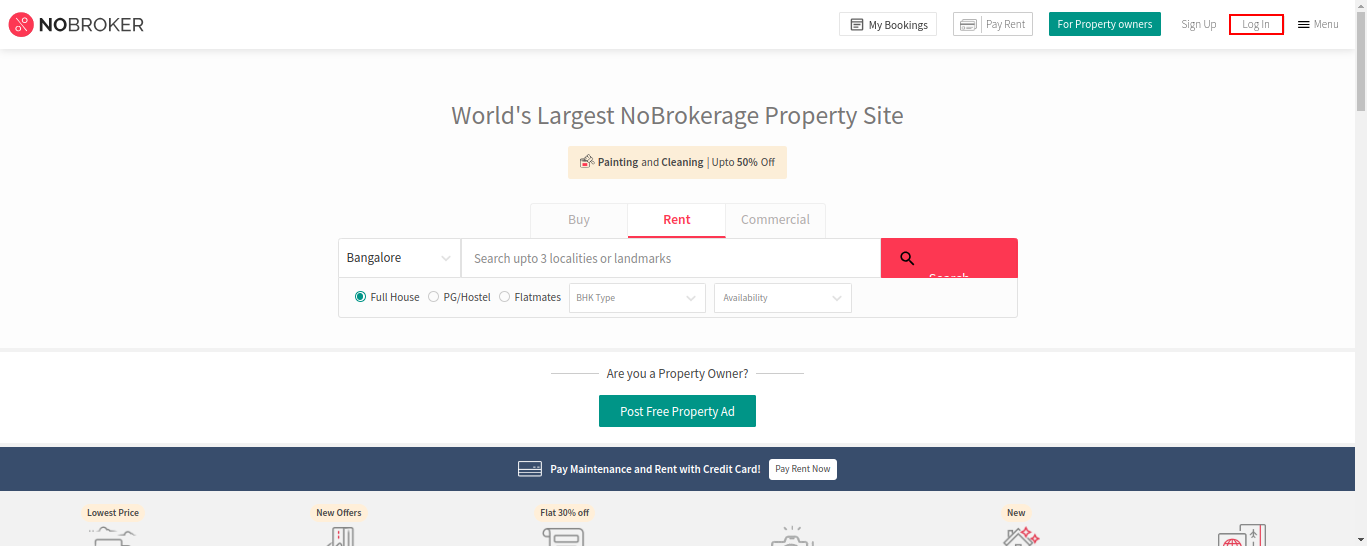 NOBROKER
My Bookings
Pay Rent
For Property owners
Sign Up
Log In
Menu
World's Largest NoBrokerage Property Site
Painting and Cleaning | Upto 50% Off
Buy
Rent
Commercial
Bangalore
Search upto 3 localities or landmarks
Search
Full House
PG/Hostel
Flatmates
BHK Type
Availability
Are you a Property Owner?
Post Free Property Ad
Pay Maintenance and Rent with Credit Card!
Pay Rent Now
Lowest Price
New Offers
Flat 30% off
New